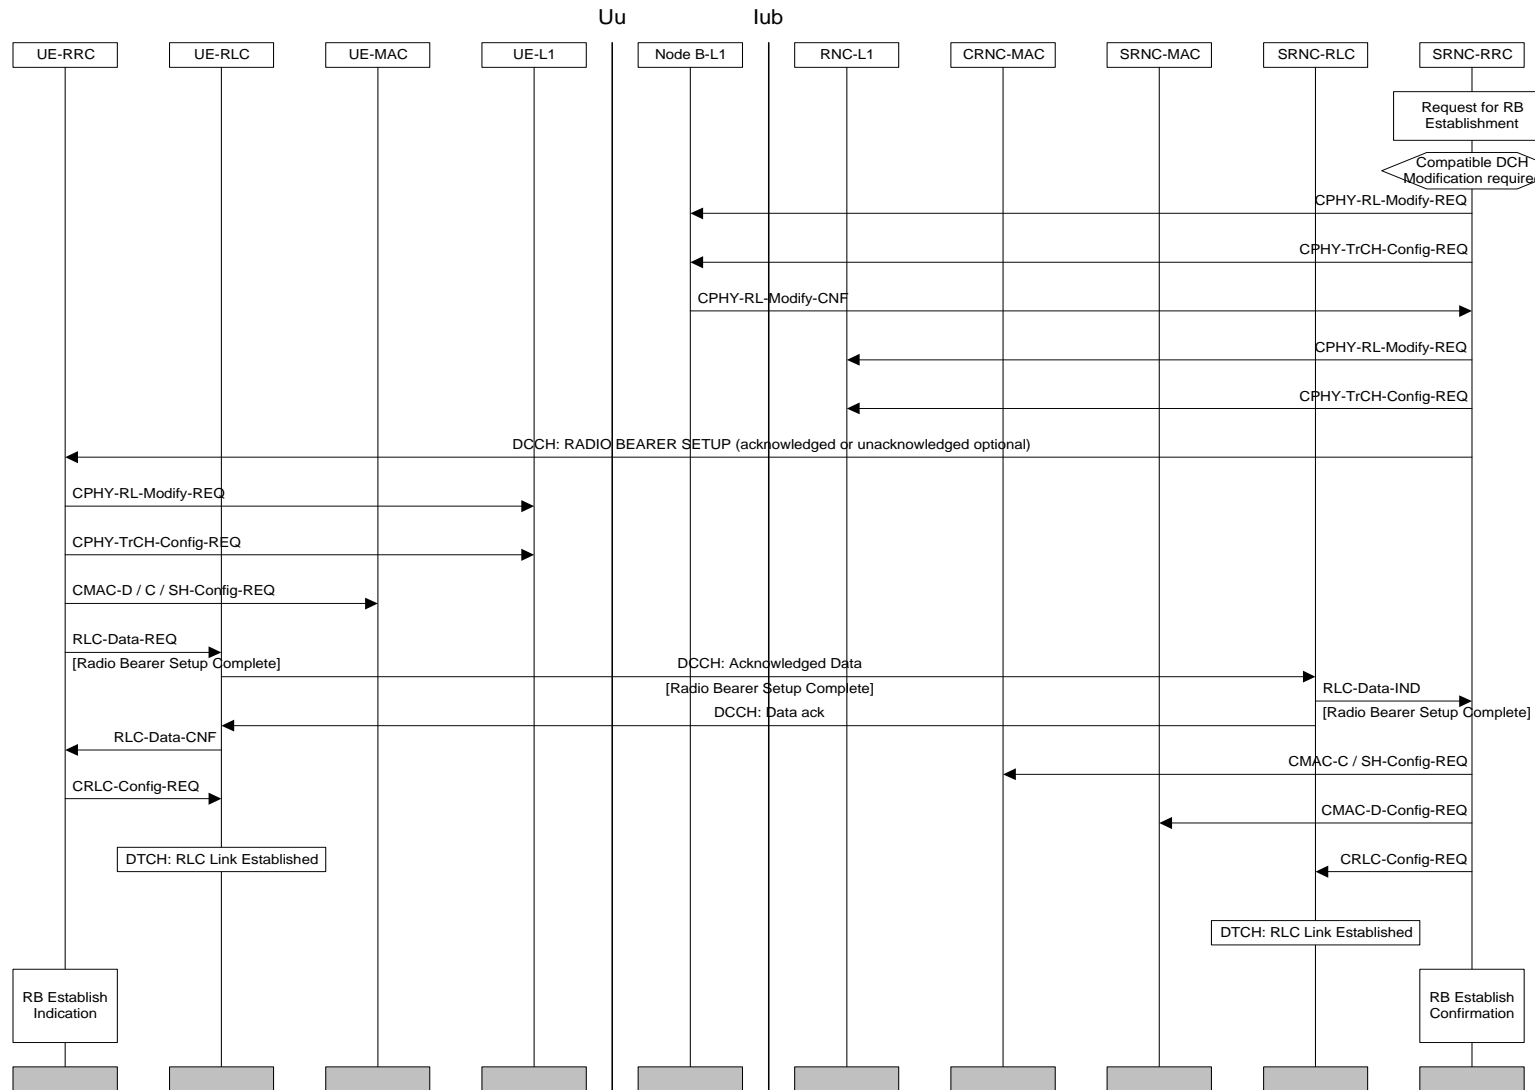 Uu
Iub
UE-RRC
UE-RLC
UE-MAC
UE-L1
Node B-L1
RNC-L1
CRNC-MAC
SRNC-MAC
SRNC-RLC
SRNC-RRC
Request for RB
Establishment
Compatible DCH
Modification require
CPHY-RL-Modify-REQ
CPHY-TrCH-Config-REQ
CPHY-RL-Modify-CNF
CPHY-RL-Modify-REQ
CPHY-TrCH-Config-REQ
DCCH: RADIO BEARER SETUP (acknowledged or unacknowledged optional)
CPHY-RL-Modify-REQ
CPHY-TrCH-Config-REQ
CMAC-D / C / SH-Config-REQ
RLC-Data-REQ
[Radio Bearer Setup Complete]
DCCH: Acknowledged Data
[Radio Bearer Setup Complete]
RLC-Data-IND
[Radio Bearer Setup Complete]
DCCH: Data ack
RLC-Data-CNF
CMAC-C / SH-Config-REQ
CRLC-Config-REQ
CMAC-D-Config-REQ
DTCH: RLC Link Established
CRLC-Config-REQ
DTCH: RLC Link Established
RB Establish
Indication
RB Establish
Confirmation